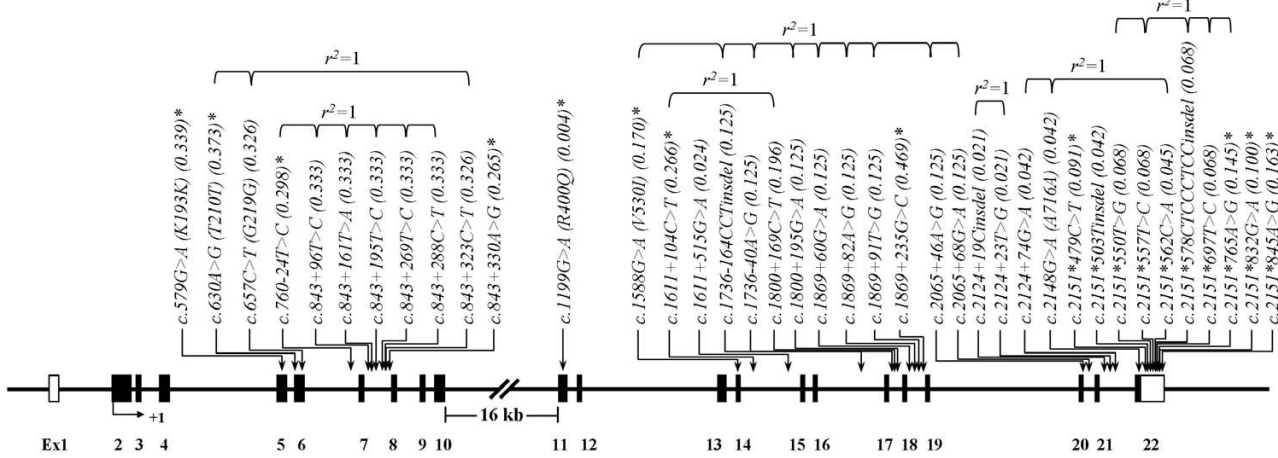 r²=1
r²=1
r²=1
r²=1
r²=1
r²=1
r²=1
c.579G>A (K193K) (0.339)*
c.630A>G (T210T) (0.373)*
c.657C>T (G219G) (0.326)
c.760-24T>C (0.298)*
c.843+96T>C (0.333)
c.843+161T>A (0.333)
c.843+195T>C (0.333)
c.843+269T>C (0.333)
c.843+288C>T (0.333)
c.843+323C>T (0.326)
c.843+330A>G (0.265)*
c.1199G>A (R400Q) (0.004)*
c.1588G>A (V530I) (0.170)*
c.1611+104C>T (0.266)*
c.1611+515G>A (0.024)
c.1736-164CCTinsdel (0.125)
c.1736-40A>G (0.125)
c.1800+169C>T (0.196)
c.1800+195G>A (0.125)
c.1869+60G>A (0.125)
c.1869+82A>G (0.125)
c.1869+91T>G (0.125)
c.1869+235G>C (0.469)*
c.2065+46A>G (0.125)
c.2065+68G>A (0.125)
c.2124+19Cinsdel (0.021)
c.2124+23T>G (0.021)
c.2124+74G>A (0.042)
c.2148G>A (A716A) (0.042)
c.2151*479C>T (0.091)*
c.2151*503Tinsdel (0.042)
c.2151*550T>G (0.068)
c.2151*557T>C (0.068)
c.2151*562C>A (0.045)
c.2151*578CTCCCTCCCinsdel (0.068)
c.2151*697T>C (0.068)
c.2151*765A>G (0.145)*
c.2151*832G>A (0.100)*
c.2151*845A>G (0.163)*
+1
16 kb
Ex1 2 3 4 5 6 7 8 9 10 11 12 13 14 15 16 17 18 19 20 21 22